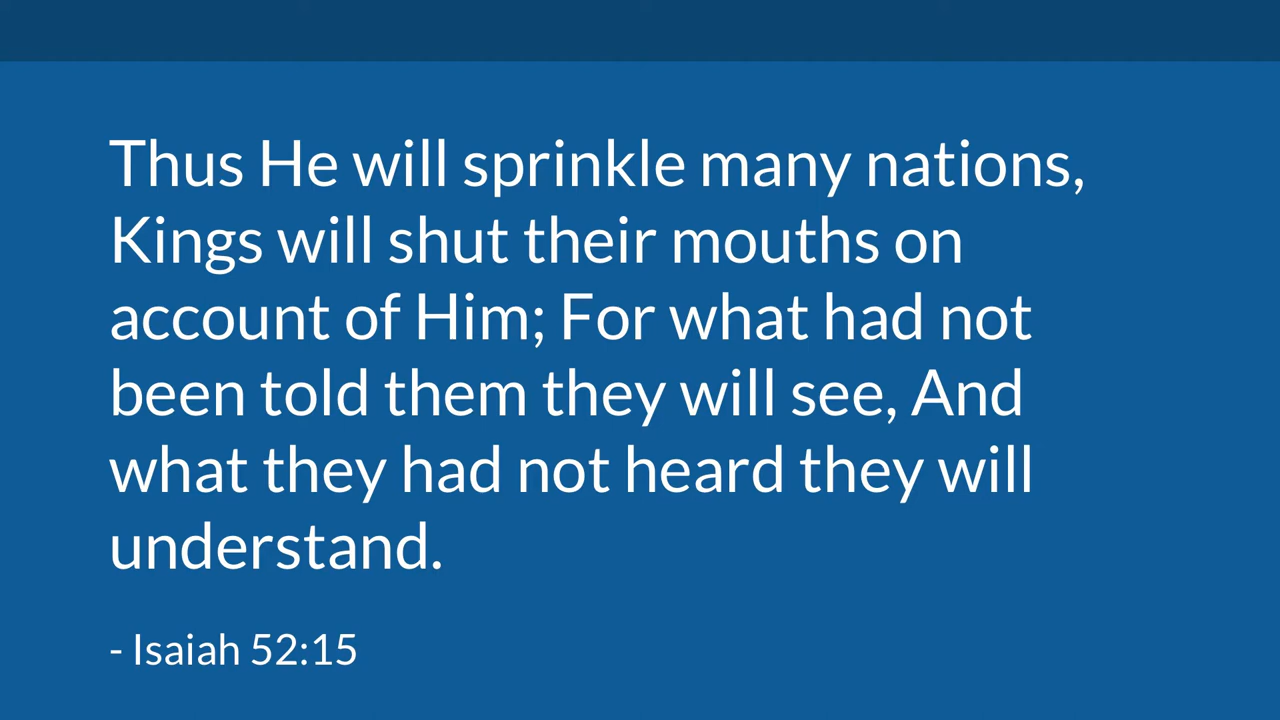 Thus He will sprinkle many nations,
Kings will shut their mouths on
account of Him; For what had not
been told them they will see, And
what they had not heard they will
understand.
- Isaiah 52:15